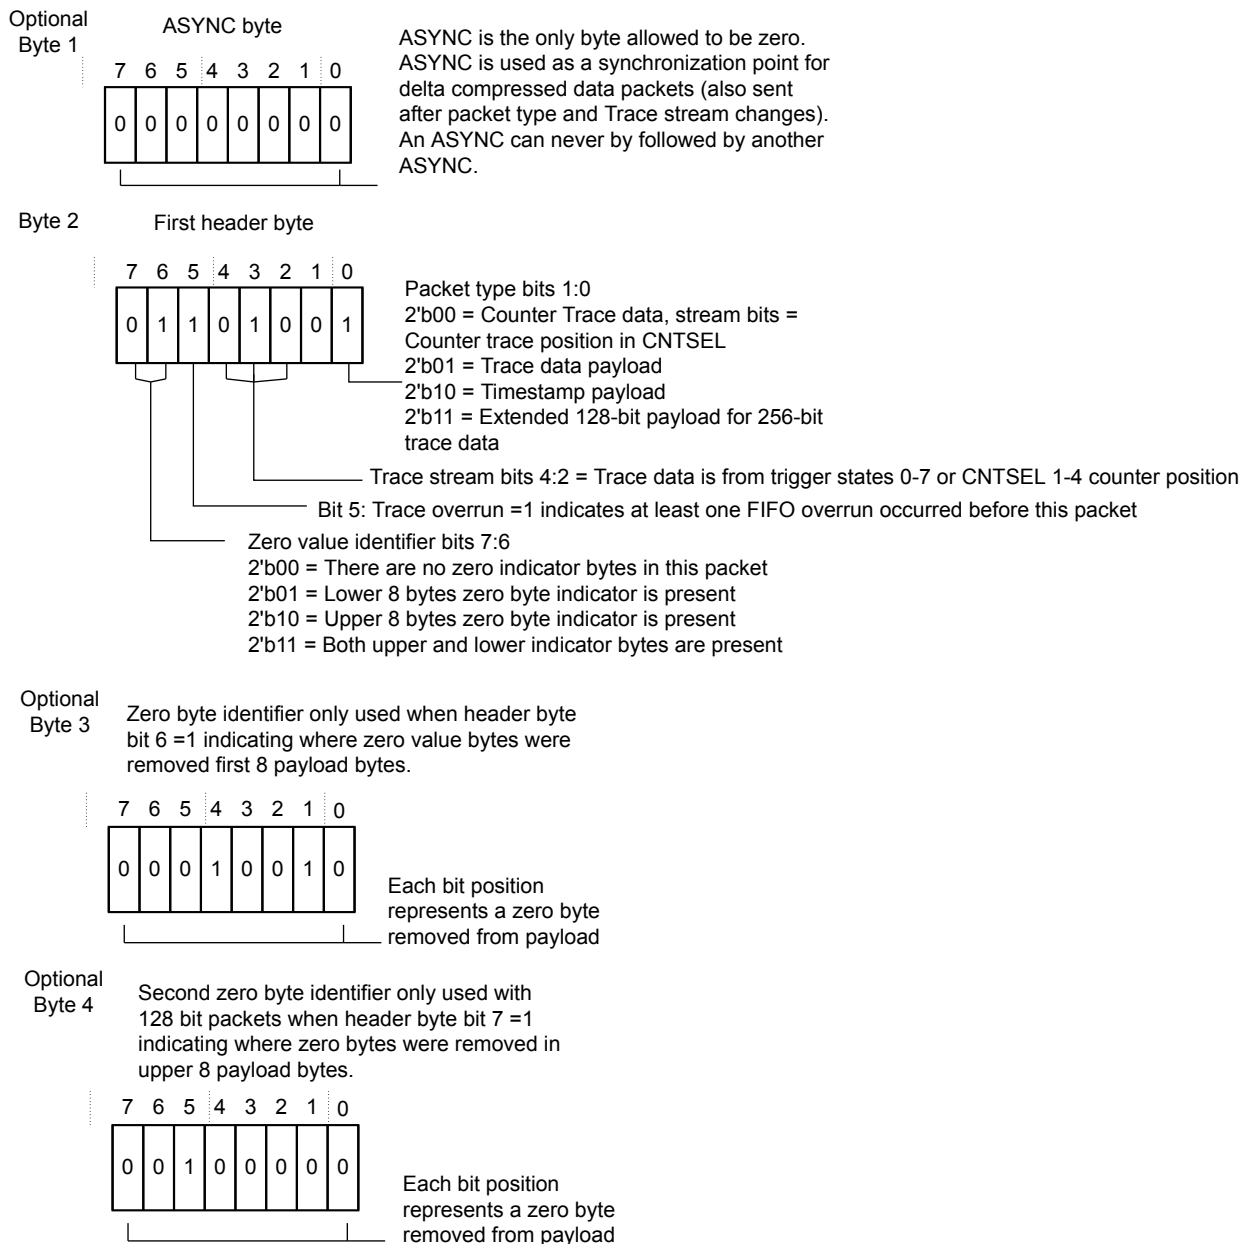 Optional
Byte 1
ASYNC byte
7 6 5 4 3 2 1 0
0 0 0 0 0 0 0 0
ASYNC is the only byte allowed to be zero.
ASYNC is used as a synchronization point for
delta compressed data packets (also sent
after packet type and Trace stream changes).
An ASYNC can never by followed by another
ASYNC.
Byte 2
First header byte
7 6 5 4 3 2 1 0
0 1 1 0 1 0 0 1
Packet type bits 1:0
2'b00 = Counter Trace data, stream bits =
Counter trace position in CNTSEL
2'b01 = Trace data payload
2'b10 = Timestamp payload
2'b11 = Extended 128-bit payload for 256-bit
trace data
Trace stream bits 4:2 = Trace data is from trigger states 0-7 or CNTSEL 1-4 counter position
Bit 5: Trace overrun =1 indicates at least one FIFO overrun occurred before this packet
Zero value identifier bits 7:6
2'b00 = There are no zero indicator bytes in this packet
2'b01 = Lower 8 bytes zero byte indicator is present
2'b10 = Upper 8 bytes zero byte indicator is present
2'b11 = Both upper and lower indicator bytes are present
Optional
Byte 3
Zero byte identifier only used when header byte
bit 6 =1 indicating where zero value bytes were
removed first 8 payload bytes.
7 6 5 4 3 2 1 0
0 0 0 1 0 0 1 0
Each bit position
represents a zero byte
removed from payload
Optional
Byte 4
Second zero byte identifier only used with
128 bit packets when header byte bit 7 =1
indicating where zero bytes were removed in
upper 8 payload bytes.
7 6 5 4 3 2 1 0
0 0 1 0 0 0 0 0
Each bit position
represents a zero byte
removed from payload